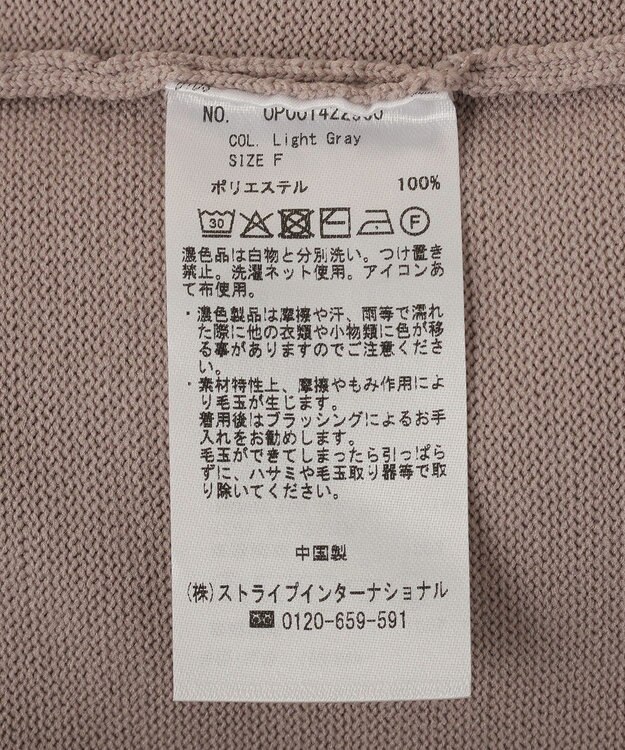 NO.
COL. Light Gray
SIZE F
ポリエステル 100%
30 F
濃色品は白物と分別洗い。つけ置き
禁止。洗濯ネット使用。アイコンあ
て布使用。
・濃色製品は摩擦や汗、雨等で濡れ
た際に他の衣類や小物類に色が移
る事がありますのでご注意くださ
い。
・素材特性上、摩擦やもみ作用によ
り毛玉が生じます。
着用後はブラッシングによるお手
入れをお勧めします。
毛玉ができてしまったら引っぱら
ずに、ハサミや毛玉取り器等で取
り除いてください。
中国製
(株)ストライプインターナショナル
0120-659-591